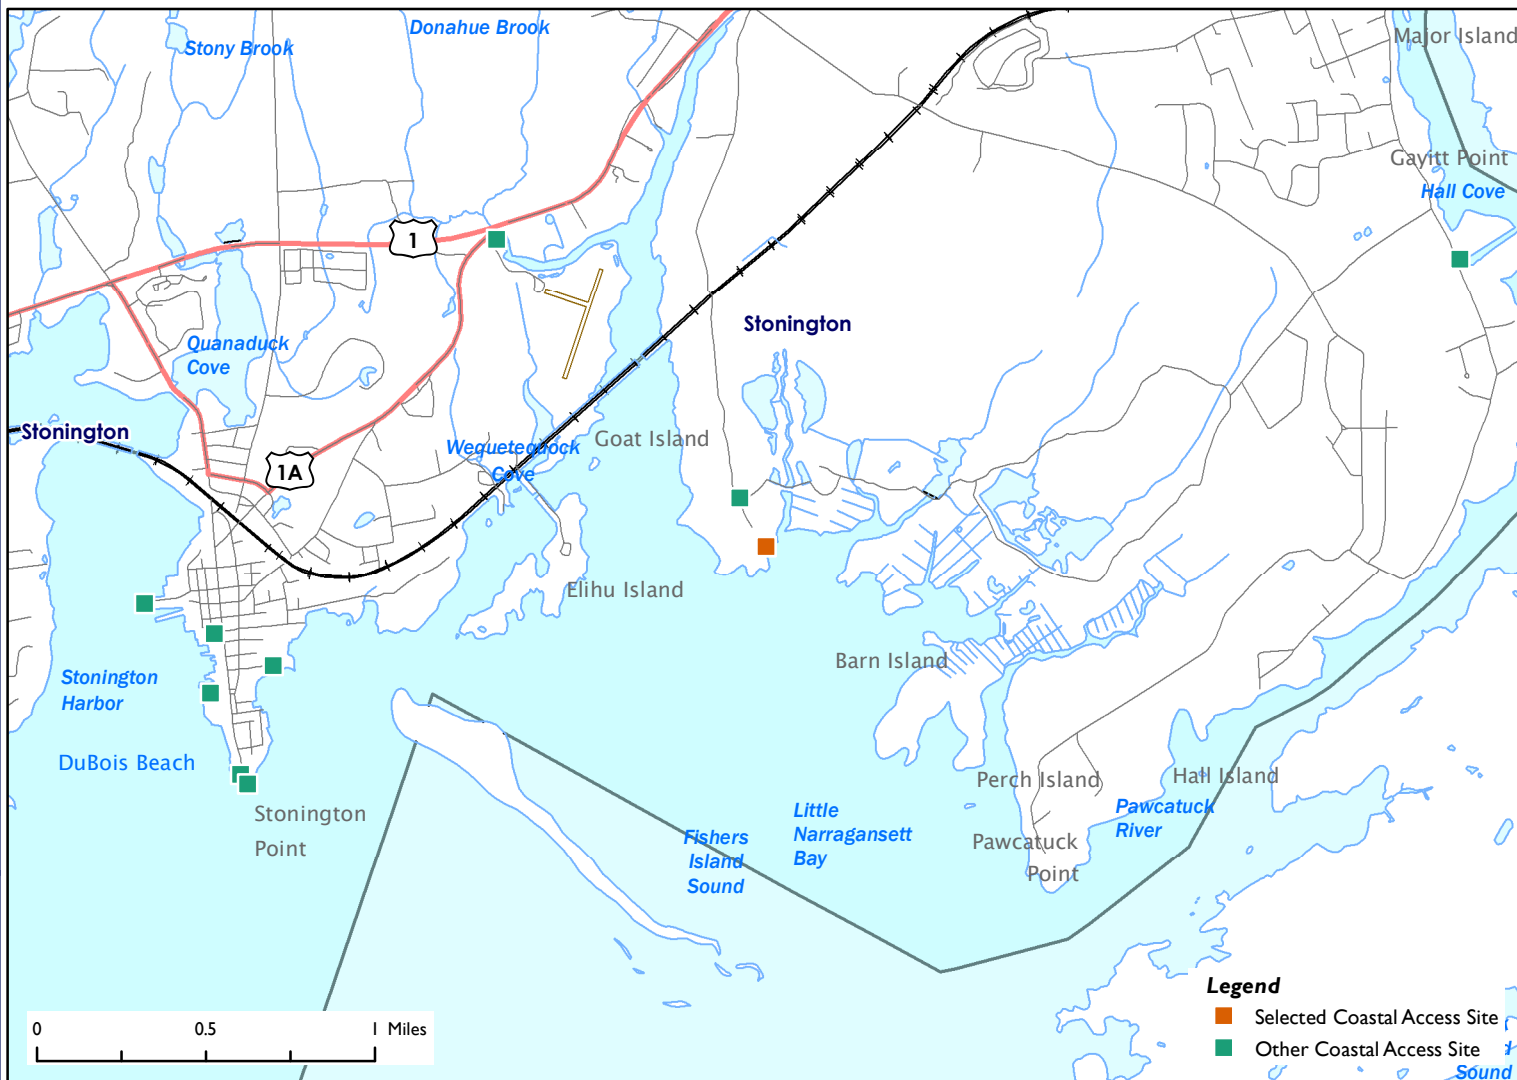 Donahue Brook
Stony Brook
Major Island
Gavitt Point
Hall Cove
1
Stonington
Quanaduck
Cove
Stonington
Goat Island
Wequetequock
Cove
1A
Elihu Island
Barn Island
Stonington
Harbor
DuBois Beach
Perch Island
Hall Island
Stonington
Point
Little
Narragansett
Bay
Pawcatuck
River
Fishers
Island
Sound
Pawcatuck
Point
Legend
Selected Coastal Access Site
Other Coastal Access Site
Sound
0 0.5 1 Miles